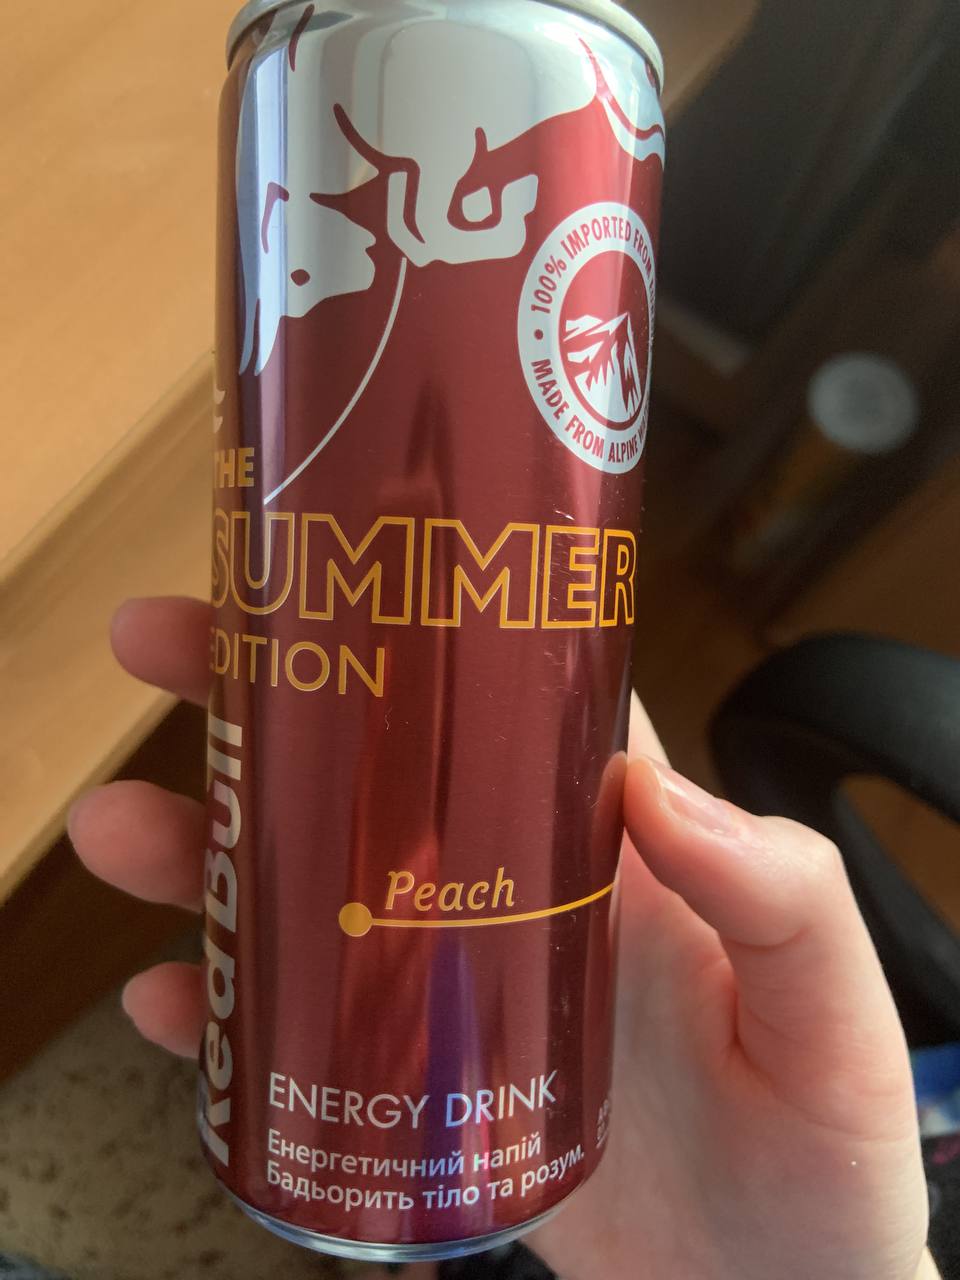 100% IMPORTED FROM
MADE FROM ALPINE
THE
SUMMER
EDITION
Red Bull
Peach
ENERGY DRINK
Енергетичний напій
Бадьорить тіло та розум.